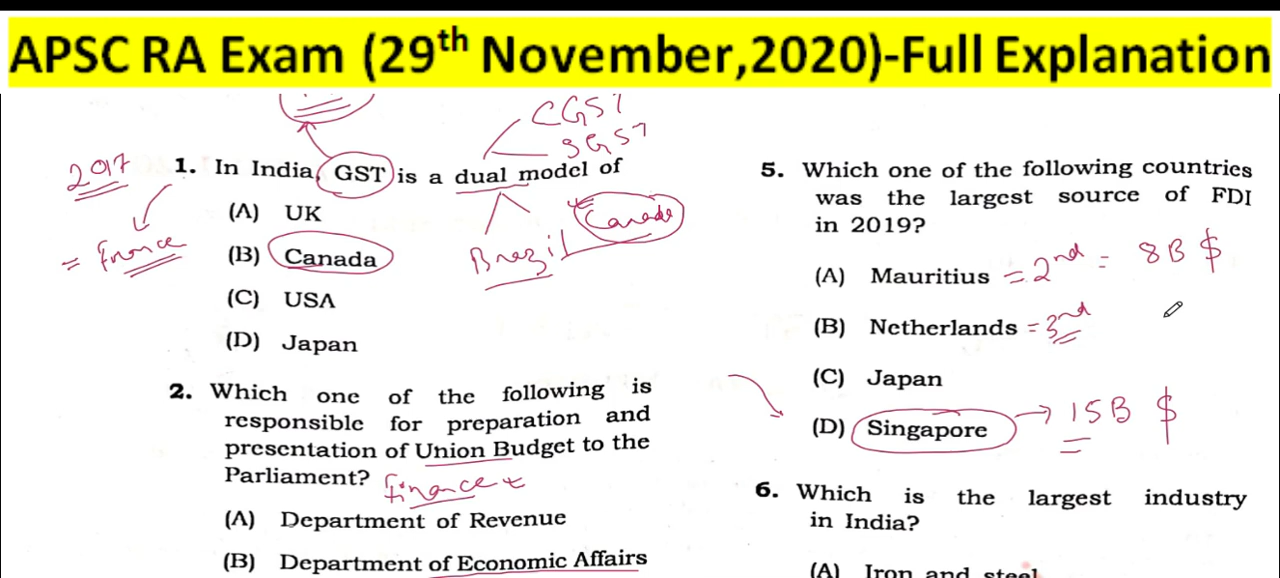 APSC RA Exam (29th November,2020)-Full Explanation
CGST
SGST
2017
1. In India, GST is a dual model of
(A) UK
Canada
= France
(B) Canada
Brezil
(C) USA
(D) Japan
2. Which one of the following is
responsible for preparation and
presentation of Union Budget to the
Parliament?
finance
(A) Department of Revenue
(B) Department of Economic Affairs
5. Which one of the following countries
was the largest source of FDI
in 2019?
(A) Mauritius = 2nd = 8B $
(B) Netherlands = 3rd
(C) Japan
(D) Singapore → 15B $
6. Which is the largest industry
in India?
(A) Iron and steel